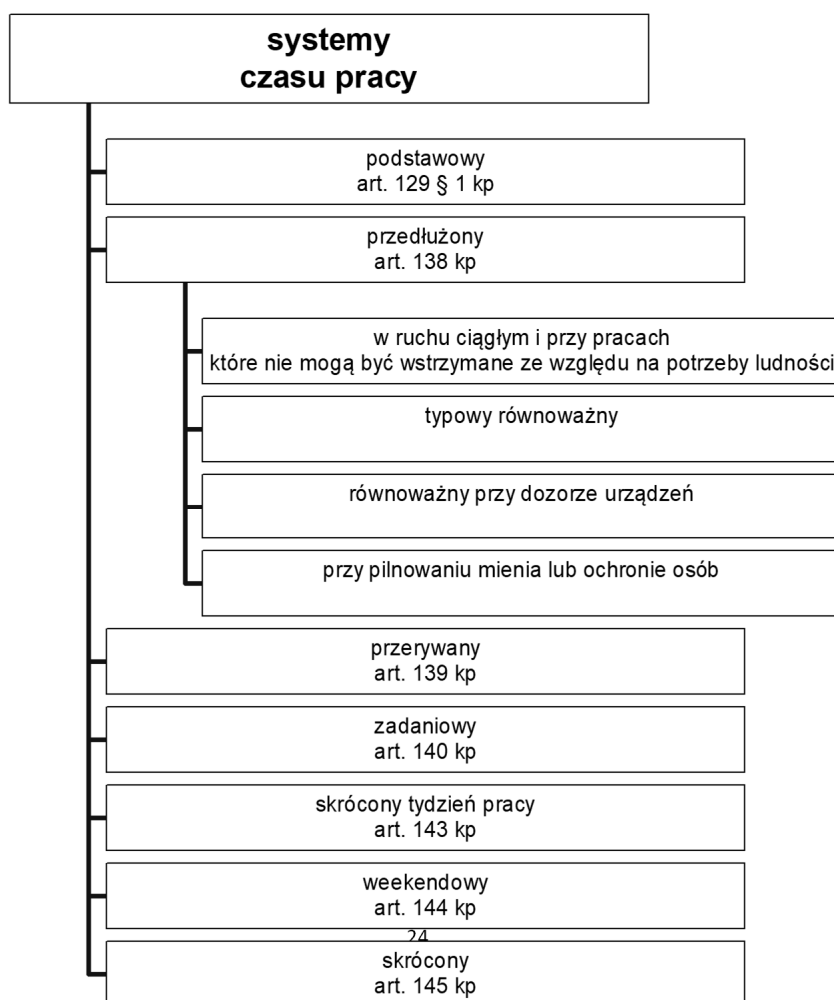 systemy
czasu pracy
podstawowy
art. 129 § 1 kp
przedłużony
art. 138 kp
w ruchu ciągłym i przy pracach
które nie mogą być wstrzymane ze względu na potrzeby ludności
typowy równoważny
równoważny przy dozorze urządzeń
przy pilnowaniu mienia lub ochronie osób
przerywany
art. 139 kp
zadaniowy
art. 140 kp
skrócony tydzień pracy
art. 143 kp
weekendowy
art. 144 kp
24
skrócony
art. 145 kp